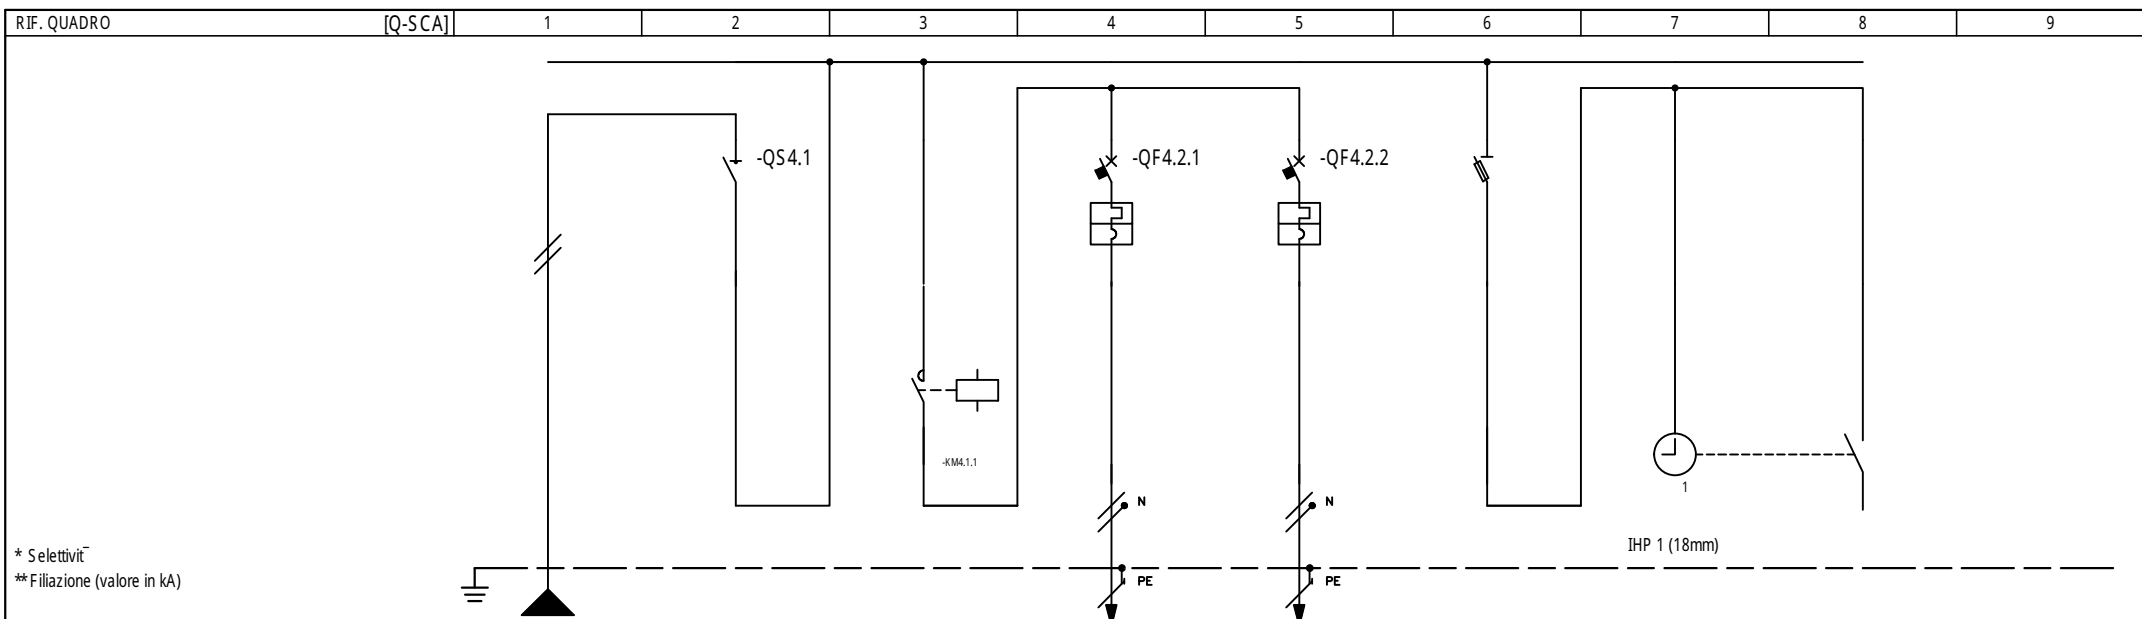 RIF. QUADRO [Q-SCA] 1 2 3 4 5 6 7 8 9
-QS4.1 -QF4.2.1 -QF4.2.2
-KM4.1.1
1
N N
IHP 1 (18mm)
* Selettivit¯
**Filiazione (valore in kA)
PE PE